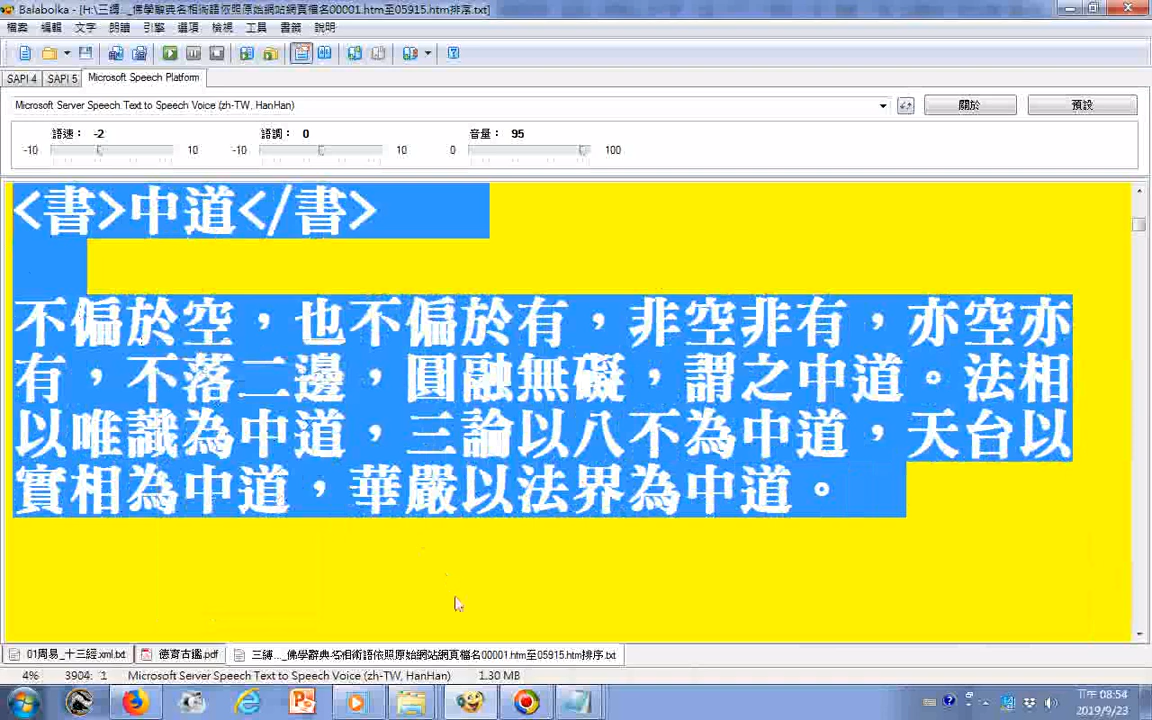 Balabolka - [H:\三縛..._佛學辭典名相術語依照原始網站網頁檔名00001.htm至05915.htm排序.txt]
檔案 編輯 文字 朗讀 引擎 選項 檢視 工具 書籤 說明
SAPI 4 SAPI 5 Microsoft Speech Platform
Microsoft Server Speech Text to Speech Voice (zh-TW, HanHan) 關於 預設
語速： -2 語調： 0 音量： 95
-10 10 -10 10 0 100
<書>中道</書>
不偏於空，也不偏於有，非空非有，亦空亦
有，不落二邊，圓融無礙，謂之中道。法相
以唯識為中道，三論以八不為中道，天台以
實相為中道，華嚴以法界為中道。
01周易_十三經.xml.txt 德育古鑑.pdf 三縛..._佛學辭典-名相術語依照原始網站網頁檔名00001.htm至05915.htm排序.txt
4% 3904: 1 Microsoft Server Speech Text to Speech Voice (zh-TW, HanHan) 1.30 MB
下午 08:54
2019/9/23